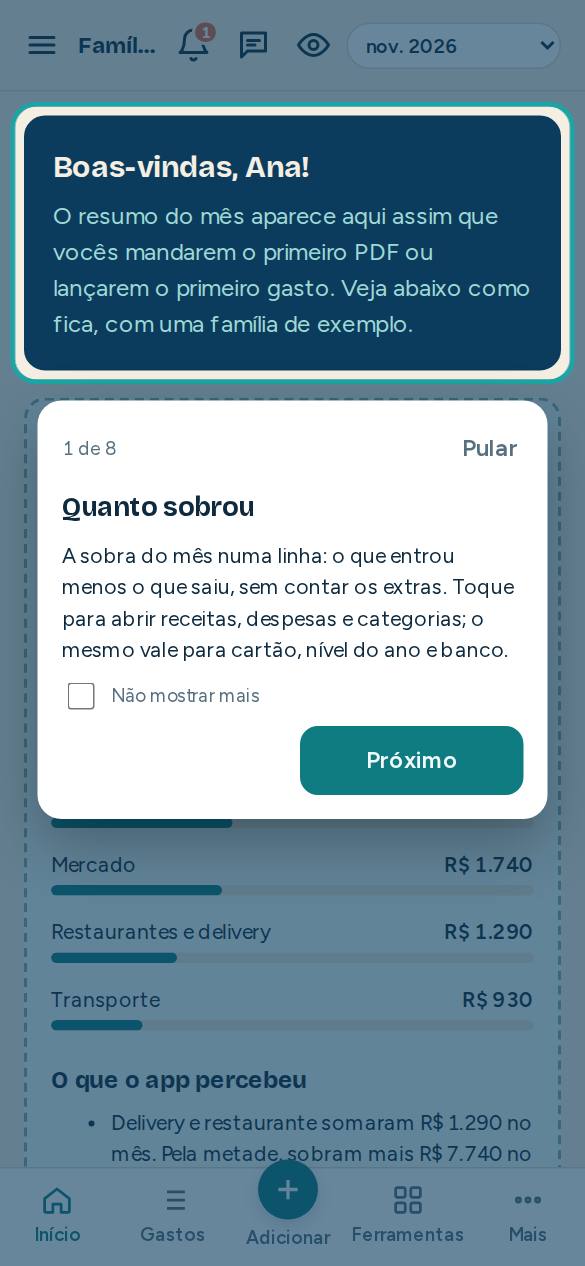 Famíl...
1
nov. 2026
Boas-vindas, Ana!
O resumo do mês aparece aqui assim que
vocês mandarem o primeiro PDF ou
lançarem o primeiro gasto. Veja abaixo como
fica, com uma família de exemplo.
1 de 8
Pular
Quanto sobrou
A sobra do mês numa linha: o que entrou
menos o que saiu, sem contar os extras. Toque
para abrir receitas, despesas e categorias; o
mesmo vale para cartão, nível do ano e banco.
Não mostrar mais
Próximo
Mercado R$ 1.740
Restaurantes e delivery R$ 1.290
Transporte R$ 930
O que o app percebeu
• Delivery e restaurante somaram R$ 1.290 no
mês. Pela metade, sobram mais R$ 7.740 no
Início
Gastos
Adicionar
Ferramentas
Mais